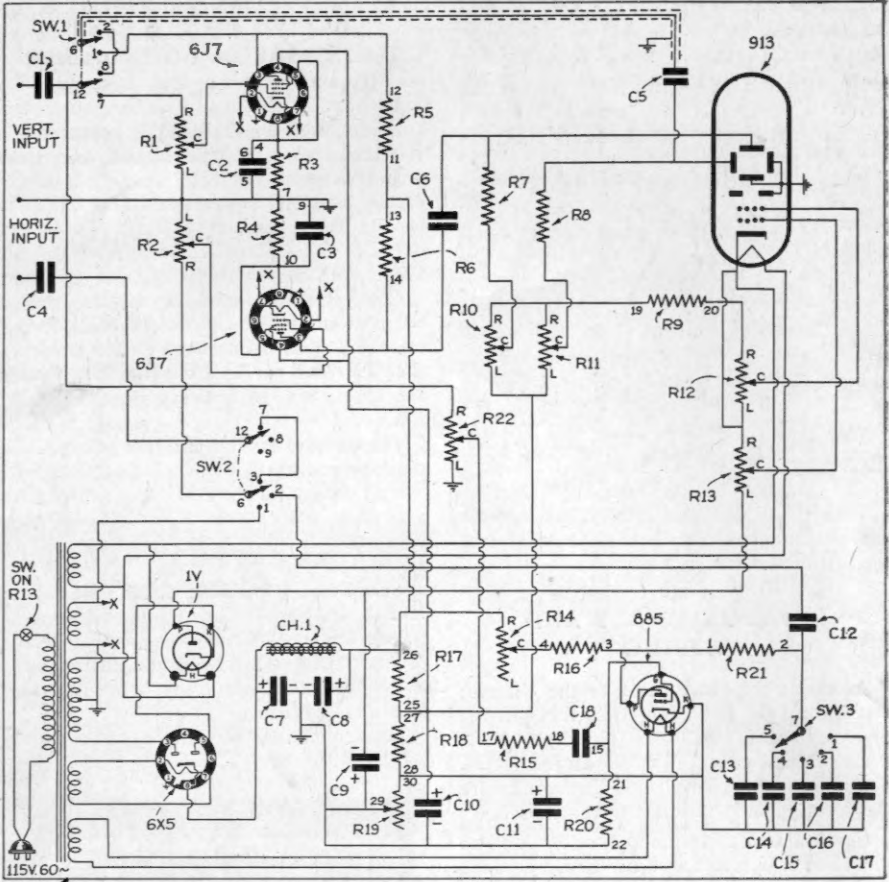 SW.1
2
1
6
8
12
7
C1
6J7
913
VERT. INPUT
R
R1
L
4
6
C2
5
X
X
R3
7
12
R5
11
C5
C6
R7
R8
9
HORIZ. INPUT
L
R2
C
R
R4
C3
10
X
X
13
R6
14
C4
6J7
R10
R
C
L
R
C
R11
L
19
R9
20
R
R12
C
L
R
R22
C
L
R
C
R13
L
7
12
8
9
SW.2
3
6
2
1
SW. ON R13
X
X
1V
H
CH.1
26
R17
25
27
R18
28
30
29
R19
R
R14
C
L
4
R16
3
885
1
R21
2
C12
+
-
-
+
C7
C8
-
C9
+
17
R15
18
C18
15
+
C10
-
+
C11
-
21
R20
22
5
7
SW.3
1
4
3
2
C13
C14
C15
C16
C17
6X5
115V. 60~